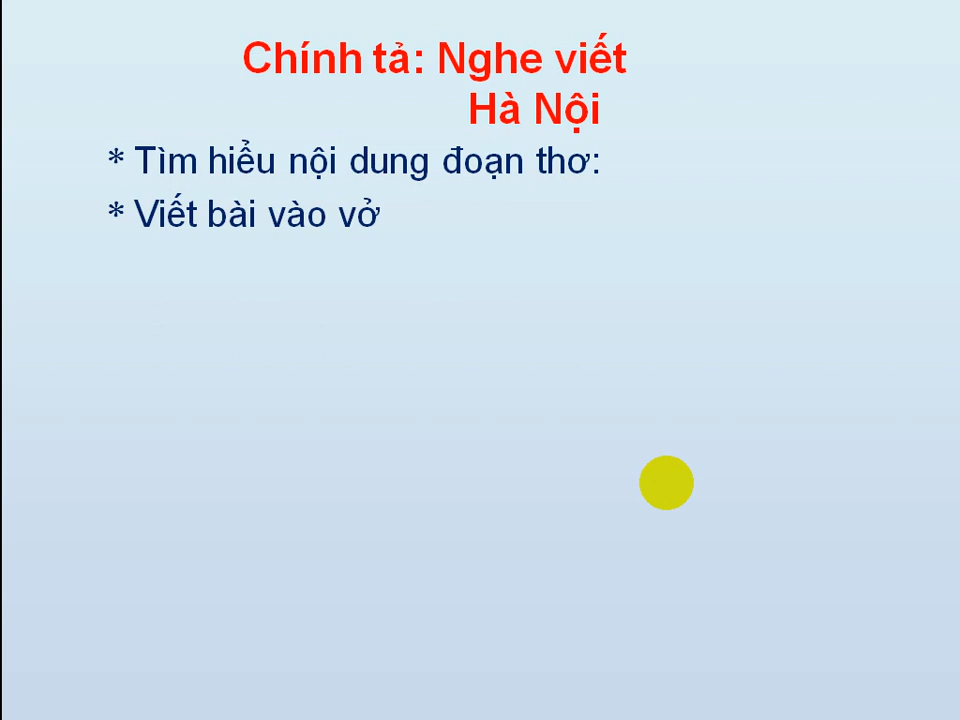 Chính tả: Nghe viết
Hà Nội
* Tìm hiểu nội dung đoạn thơ:
* Viết bài vào vở